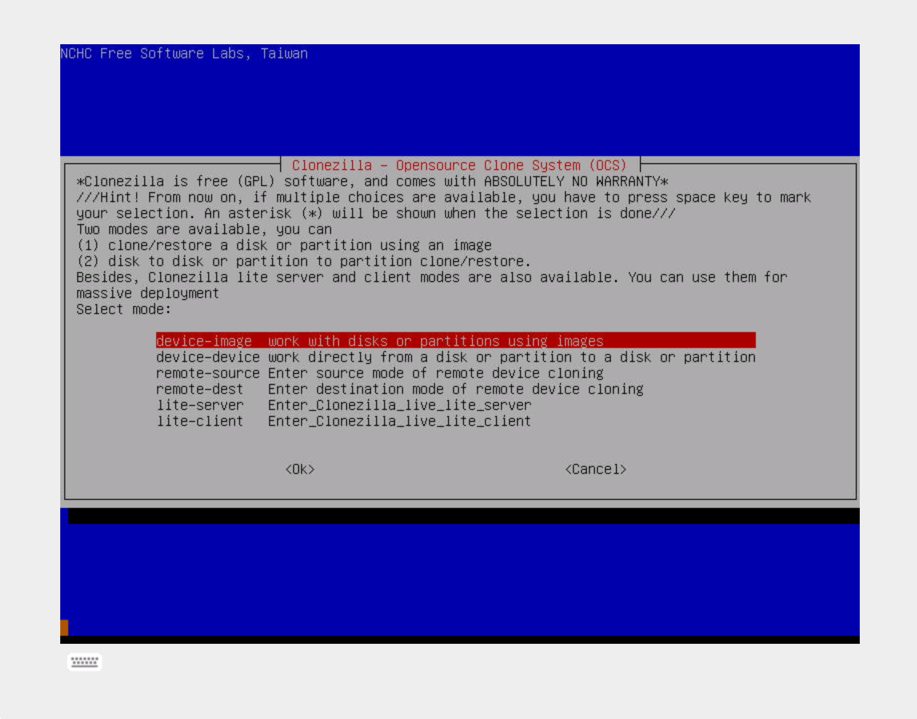 NCHC Free Software Labs, Taiwan
Clonezilla - Opensource Clone System (OCS)
*Clonezilla is free (GPL) software, and comes with ABSOLUTELY NO WARRANTY*
///Hint! From now on, if multiple choices are available, you have to press space key to mark
your selection. An asterisk (*) will be shown when the selection is done///
Two modes are available, you can
(1) clone/restore a disk or partition using an image
(2) disk to disk or partition to partition clone/restore.
Besides, Clonezilla lite server and client modes are also available. You can use them for
massive deployment
Select mode:
device-image work with disks or partitions using images
device-device work directly from a disk or partition to a disk or partition
remote-source Enter source mode of remote device cloning
remote-dest Enter destination mode of remote device cloning
lite-server Enter_Clonezilla_live_lite_server
lite-client Enter_Clonezilla_live_lite_client
<Ok> <Cancel>